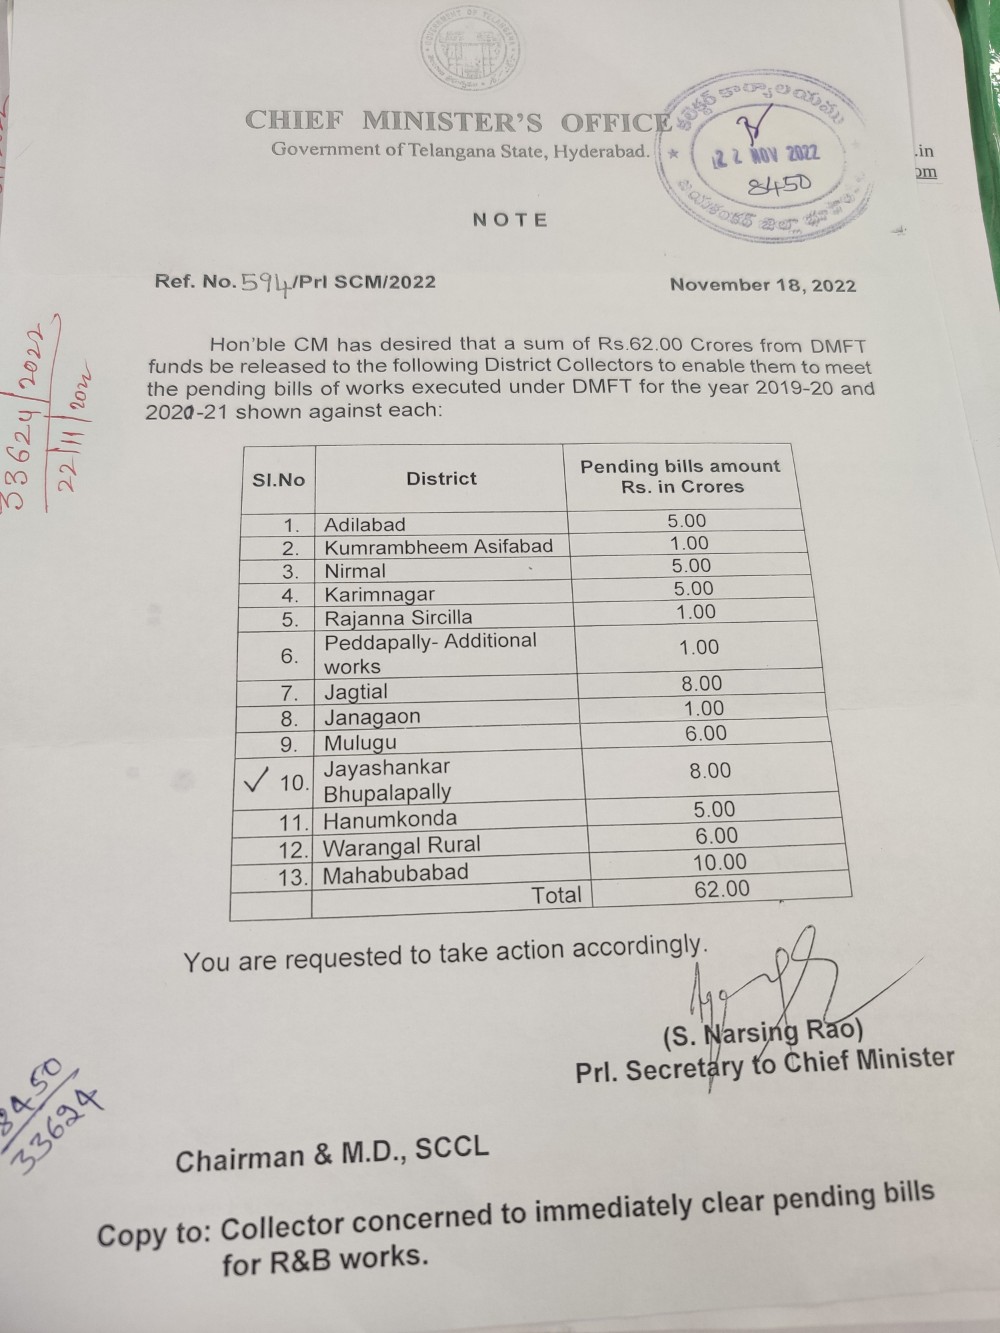 CHIEF MINISTER'S OFFICE
Government of Telangana State, Hyderabad.
కలెక్టర్ కార్యాలయము
22 NOV 2022
8450
.in
om
NOTE
Ref. No. 594/Prl SCM/2022
November 18, 2022
33624/2022
22/11/2022
Hon'ble CM has desired that a sum of Rs.62.00 Crores from DMFT
funds be released to the following District Collectors to enable them to meet
the pending bills of works executed under DMFT for the year 2019-20 and
2020-21 shown against each:
Sl.No District Pending bills amount
Rs. in Crores
1. Adilabad 5.00
2. Kumrambheem Asifabad 1.00
3. Nirmal 5.00
4. Karimnagar 5.00
5. Rajanna Sircilla 1.00
6. Peddapally- Additional
works 1.00
7. Jagtial 8.00
8. Janagaon 1.00
9. Mulugu 6.00
✓ 10. Jayashankar
Bhupalapally 8.00
11. Hanumkonda 5.00
12. Warangal Rural 6.00
13. Mahabubabad 10.00
Total 62.00
You are requested to take action accordingly.
(S. Narsing Rao)
Prl. Secretary to Chief Minister
8450
33624
Chairman & M.D., SCCL
Copy to: Collector concerned to immediately clear pending bills
for R&B works.